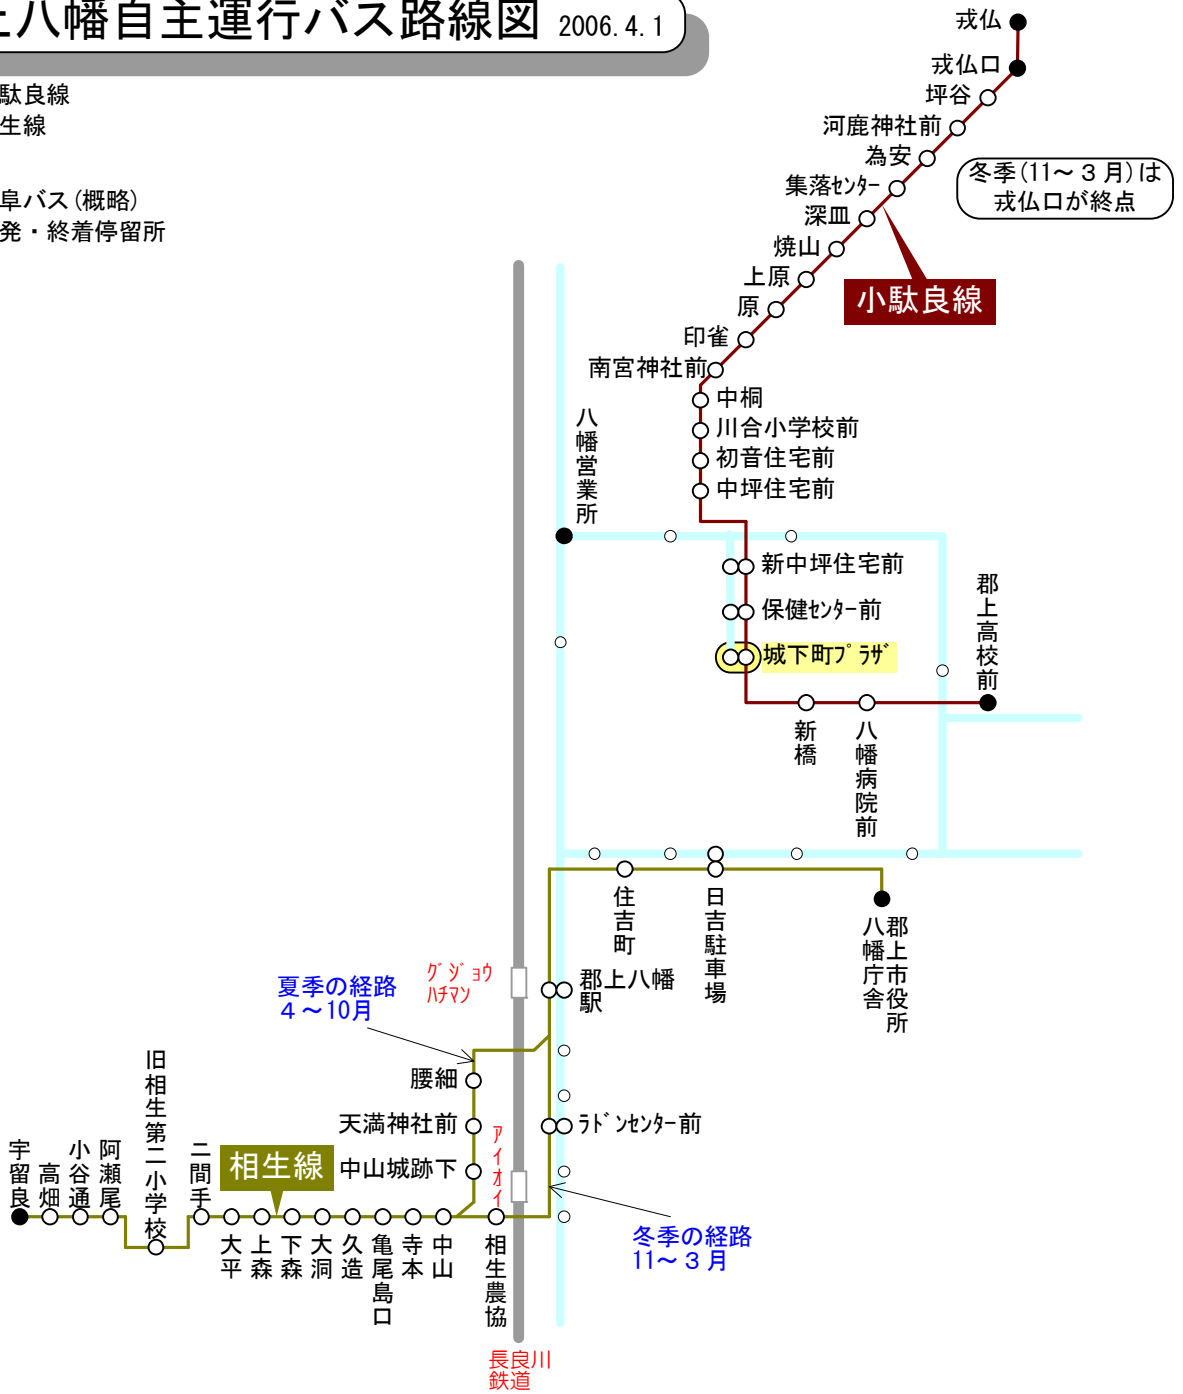 上八幡自主運行バス路線図 2006.4.1
駄良線
生線
阜バス(概略)
発・終着停留所
戎仏
戎仏口
坪谷
河鹿神社前
為安
集落ｾﾝﾀｰ
深皿
焼山
上原
原
印雀
南宮神社前
中桐
川合小学校前
初音住宅前
中坪住宅前
冬季(11～３月)は
戎仏口が終点
小駄良線
八幡営業所
新中坪住宅前
保健ｾﾝﾀｰ前
城下町ﾌﾟﾗｻﾞ
郡上高校前
新橋
八幡病院前
住吉町
日吉駐車場
郡上市役所
八幡庁舎
郡上八幡
駅
ｸﾞｼﾞｮｳ
ﾊﾁﾏﾝ
夏季の経路
４～10月
腰細
天満神社前
中山城跡下
ｱｲｵｲ
ﾗﾄﾞﾝｾﾝﾀｰ前
冬季の経路
11～３月
相生線
宇留良
高畑
小谷通
阿瀬尾
旧相生第二小学校
二間手
大平
上森
下森
大洞
久造
亀尾島口
寺本
中山
相生農協
長良川
鉄道